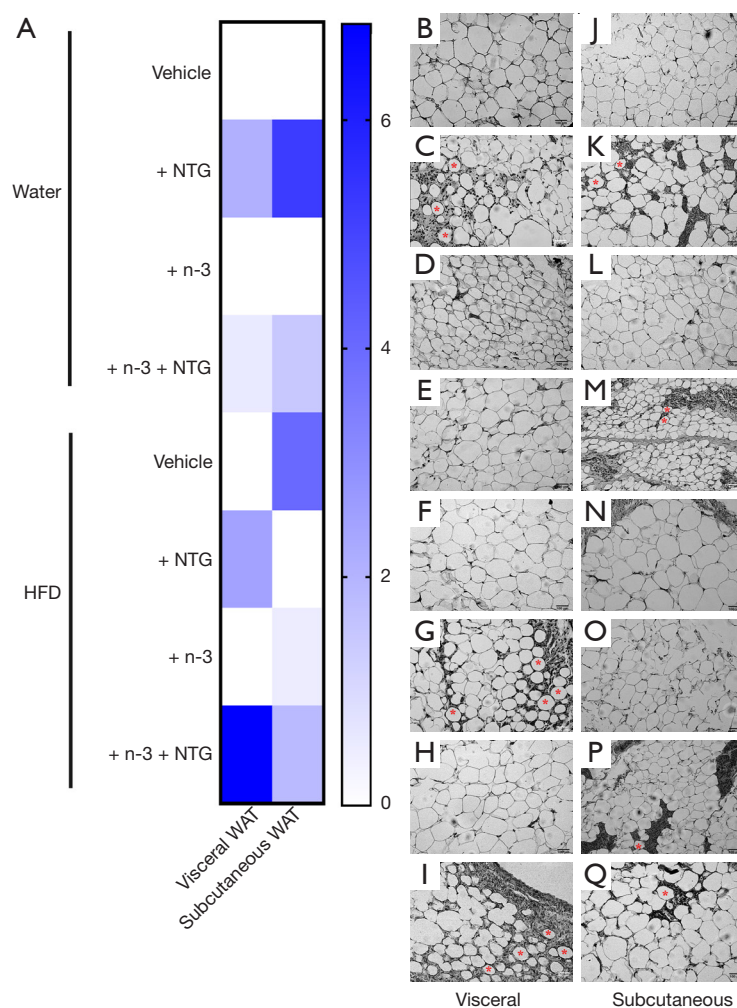 A
Water
HFD
Vehicle
+ NTG
+ n-3
+ n-3 + NTG
Vehicle
+ NTG
+ n-3
+ n-3 + NTG
Visceral WAT
Subcutaneous WAT
6
4
2
0
B
J
C
K
D
L
E
M
F
N
G
O
H
P
I
Q
* * *
* *
* *
* * * *
*
* * * *
*
Visceral
Subcutaneous